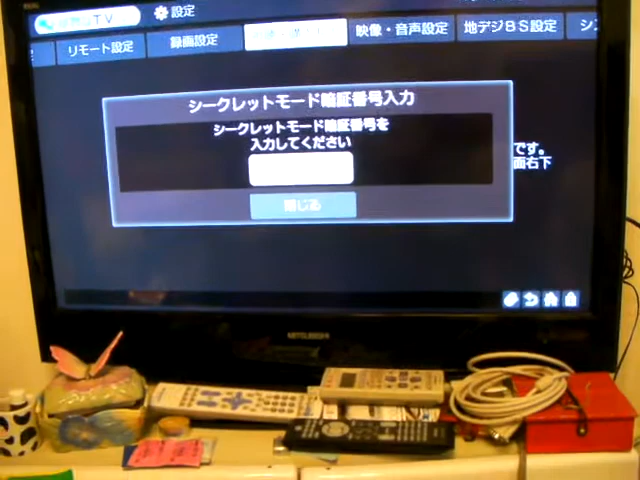 設定
リモート設定
録画設定
映像・音声設定
地デジBS設定
シークレットモード暗証番号入力
シークレットモード暗証番号を
入力してください
です。
面右下
閉じる
MITSUBISHI